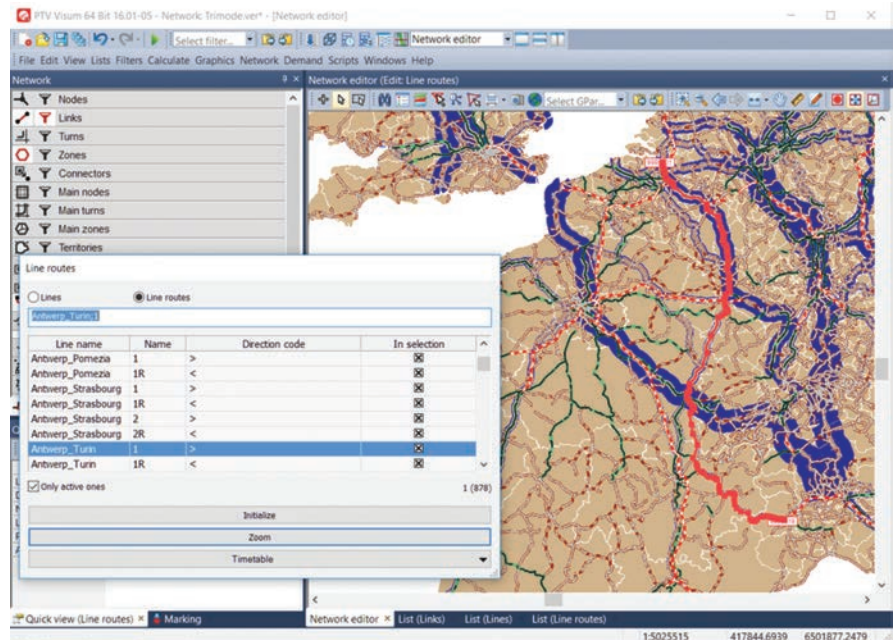 PTV Visum 64 Bit 16.01-05 - Network: Trimode.ver* - [Network editor]
Select filter...
Network editor
File Edit View Lists Filters Calculate Graphics Network Demand Scripts Windows Help
Network
Network editor (Edit: Line routes)
Nodes
Links
Turns
Zones
Connectors
Main nodes
Main turns
Main zones
Territories
Select GPar...
Line routes
Lines
Line routes
Antwerp_Turin;1
Line name Name Direction code In selection
Antwerp_Pomezia 1 >
Antwerp_Pomezia 1R <
Antwerp_Strasbourg 1 >
Antwerp_Strasbourg 1R <
Antwerp_Strasbourg 2 >
Antwerp_Strasbourg 2R <
Antwerp_Turin 1 >
Antwerp_Turin 1R <
Only active ones
1 (878)
Initialize
Zoom
Timetable
Quick view (Line routes)
Marking
Network editor
List (Links)
List (Lines)
List (Line routes)
1:5025515 417844.6939 6501877.2479